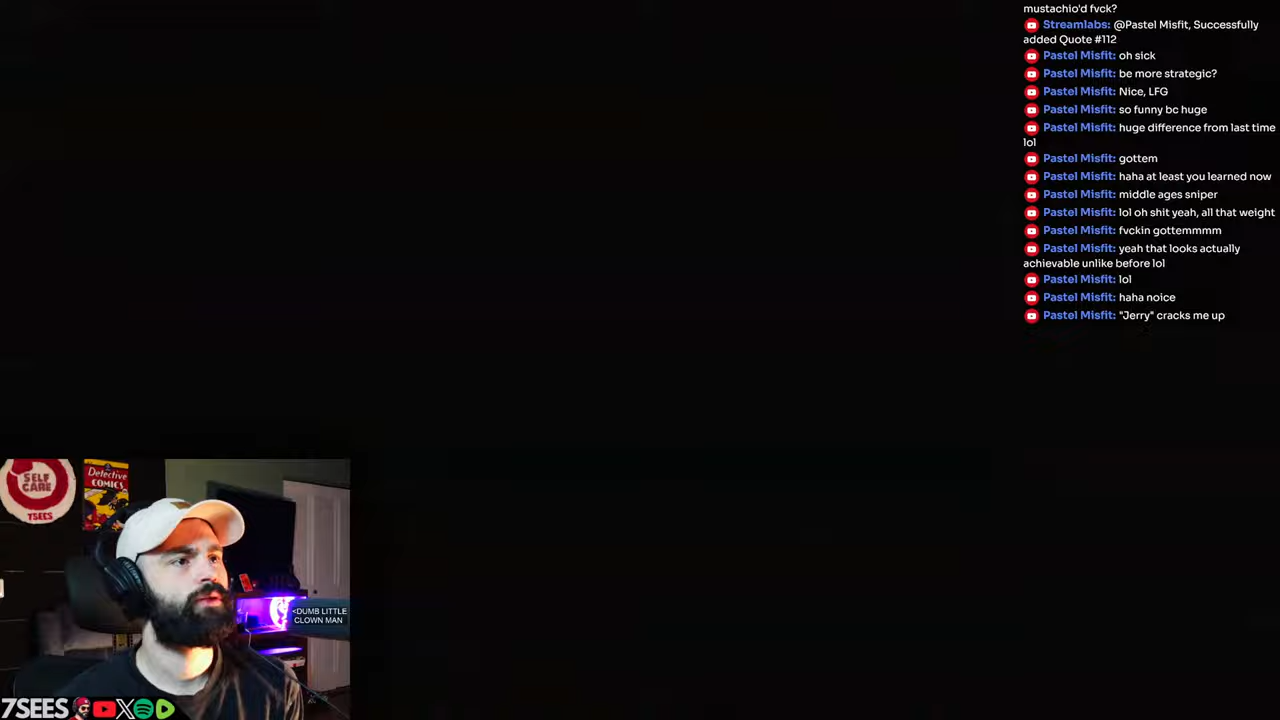 mustachio'd fvck?
Streamlabs: @Pastel Misfit, Successfully
added Quote #112
Pastel Misfit: oh sick
Pastel Misfit: be more strategic?
Pastel Misfit: Nice, LFG
Pastel Misfit: so funny bc huge
Pastel Misfit: huge difference from last time
lol
Pastel Misfit: gottem
Pastel Misfit: haha at least you learned now
Pastel Misfit: middle ages sniper
Pastel Misfit: lol oh shit yeah, all that weight
Pastel Misfit: fvckin gottemmmm
Pastel Misfit: yeah that looks actually
achievable unlike before lol
Pastel Misfit: lol
Pastel Misfit: haha noice
Pastel Misfit: "Jerry" cracks me up
SELF
CARE
7SEES
Detective
COMICS
<DUMB LITTLE
CLOWN MAN
7SEES